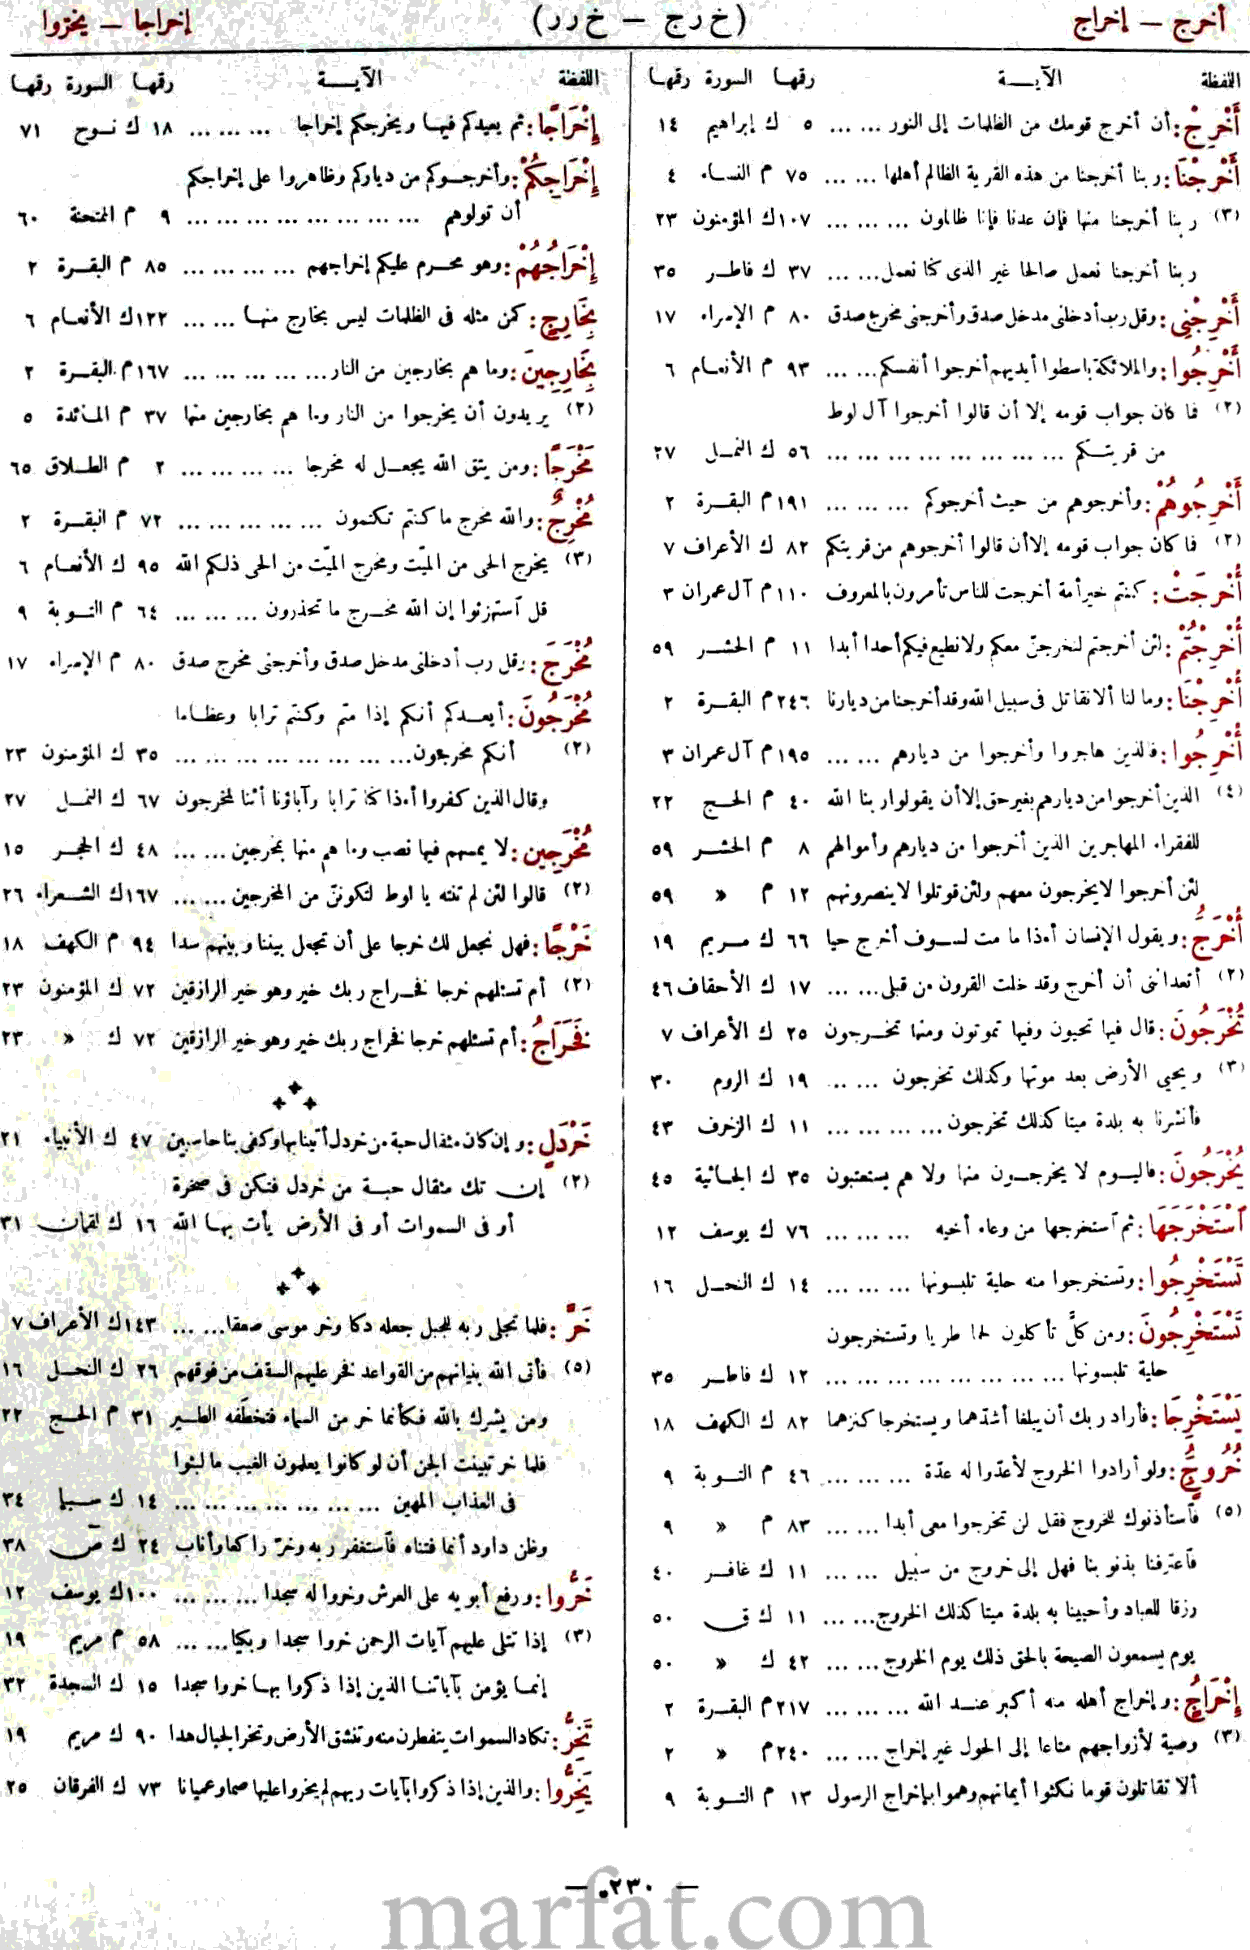 أخرج — إخراج
(خ رج — خ رر)
إخراجا — يخرّوا
اللفظة الآيـــة رقمها السورة رقمها
أَخْرِجْ: أن أخرج قومك من الظلمات إلى النور ... ... ٥ ك إبراهيم ١٤
أَخْرِجْنَا: ربنا أخرجنا من هذه القرية الظالم أهلها ... ... ٧٥ م النساء ٤
(٣) ربنا أخرجنا منها فإن عدنا فإنا ظالمون ... ... ... ١٠٧ ك المؤمنون ٢٣
ربنا أخرجنا نعمل صالحا غير الذى كنا نعمل ... ... ٣٧ ك فاطر ٣٥
أَخْرِجْنِى: وقل رب أدخلنى مدخل صدق وأخرجنى مخرج صدق ٨٠ م الإسراء ١٧
أَخْرِجُوا: والملائكة باسطوا أيديهم أخرجوا أنفسكم ... ... ٩٣ م الأنعام ٦
(٢) فما كان جواب قومه إلا أن قالوا أخرجوا آل لوط
من قريتكم ... ... ... ... ... ... ... ... ... ٥٦ ك النمل ٢٧
أَخْرِجُوهُمْ: وأخرجوهم من حيث أخرجوكم ... ... ... ١٩١ م البقرة ٢
(٢) فما كان جواب قومه إلا أن قالوا أخرجوهم من قريتكم ٨٢ ك الأعراف ٧
أُخْرِجَتْ: كنتم خير أمة أخرجت للناس تأمرون بالمعروف ١١٠ م آل عمران ٣
أُخْرِجْتُمْ: لئن أخرجتم لنخرجنّ معكم ولا نطيع فيكم أحدا أبدا ١١ م الحشر ٥٩
أُخْرِجْنَا: وما لنا ألا نقاتل فى سبيل الله وقد أخرجنا من ديارنا ٢٤٦ م البقرة ٢
أُخْرِجُوا: فالذين هاجروا وأخرجوا من ديارهم ... ... ١٩٥ م آل عمران ٣
(٤) الذين أخرجوا من ديارهم بغير حق إلا أن يقولوا ربنا الله ٤٠ م الحج ٢٢
للفقراء المهاجرين الذين أخرجوا من ديارهم وأموالهم ٨ م الحشر ٥٩
لئن أخرجوا لا يخرجون معهم ولئن قوتلوا لا ينصرونهم ١٢ م » ٥٩
أُخْرَجُ: ويقول الإنسان أءذا ما مت لسوف أخرج حيا ٦٦ ك مريم ١٩
(٢) أتعداننى أن أخرج وقد خلت القرون من قبلى ... ... ١٧ ك الأحقاف ٤٦
تُخْرَجُونَ: قال فيها تحيون وفيها تموتون ومنها تخرجون ٢٥ ك الأعراف ٧
(٣) ويحيي الأرض بعد موتها وكذلك تخرجون ... ... ١٩ ك الروم ٣٠
فأنشرنا به بلدة ميتا كذلك تخرجون ... ... ... ... ١١ ك الزخرف ٤٣
يُخْرَجُونَ: فاليوم لا يخرجون منها ولا هم يستعتبون ٣٥ ك الجاثية ٤٥
ٱسْتَخْرَجَهَا: ثم ٱستخرجها من وعاء أخيه ... ... ... ٧٦ ك يوسف ١٢
تَسْتَخْرِجُوا: وتستخرجوا منه حلية تلبسونها ... ... ... ١٤ ك النحل ١٦
تَسْتَخْرِجُونَ: ومن كلّ تأكلون لحما طريا وتستخرجون
حلية تلبسونها ... ... ... ... ... ... ... ... ... ١٢ ك فاطر ٣٥
يَسْتَخْرِجَا: فأراد ربك أن يبلغا أشدّهما ويستخرجا كنزهما ٨٢ ك الكهف ١٨
خُرُوج: ولو أرادوا الخروج لأعدّوا له عدّة ... ... ... ٤٦ م التوبة ٩
(٥) فٱستأذنوك للخروج فقل لن تخرجوا معى أبدا ... ... ٨٣ م » ٩
فٱعترفنا بذنوبنا فهل إلى خروج من سبيل ... ... ١١ ك غافر ٤٠
رزقا للعباد وأحيينا به بلدة ميتا كذلك الخروج ... ... ١١ ك ق ٥٠
يوم يسمعون الصيحة بالحق ذلك يوم الخروج ... ... ٤٢ ك » ٥٠
إِخْرَاج: وإخراج أهله منه أكبر عند الله ... ... ... ٢١٧ م البقرة ٢
(٣) وصية لأزواجهم متاعا إلى الحول غير إخراج ... ... ٢٤٠ م » ٢
ألا تقاتلون قوما نكثوا أيمانهم وهموا بإخراج الرسول ١٣ م التوبة ٩
اللفظة الآيـــة رقمها السورة رقمها
إِخْرَاجًا: ثم يعيدكم فيها ويخرجكم إخراجا ... ... ... ١٨ ك نوح ٧١
إِخْرَاجِكُمْ: وأخرجوكم من دياركم وظاهروا على إخراجكم
أن تولوهم ... ... ... ... ... ... ... ... ٩ م الممتحنة ٦٠
إِخْرَاجُهُمْ: وهو محرم عليكم إخراجهم ... ... ... ... ٨٥ م البقرة ٢
بِخَارِجٍ: كمن مثله فى الظلمات ليس بخارج منها ... ... ١٢٢ ك الأنعام ٦
بِخَارِجِينَ: وما هم بخارجين من النار ... ... ... ... ... ١٦٧ م البقرة ٢
(٢) يريدون أن يخرجوا من النار وما هم بخارجين منها ٣٧ م المائدة ٥
مَخْرَجًا: ومن يتق الله يجعل له مخرجا ... ... ... ... ٢ م الطلاق ٦٥
مُخْرِجٌ: والله مخرج ما كنتم تكتمون ... ... ... ... ... ٧٢ م البقرة ٢
(٣) يخرج الحى من الميّت ومخرج الميّت من الحى ذلكم الله ٩٥ ك الأنعام ٦
قل ٱستهزئوا إن الله مخرج ما تحذرون ... ... ... ٦٤ م التوبة ٩
مُخْرَجَ: وقل رب أدخلنى مدخل صدق وأخرجنى مخرج صدق ٨٠ م الإسراء ١٧
مُخْرَجُونَ: أيعدكم أنكم إذا متم وكنتم ترابا وعظاما
(٢) أنكم مخرجون ... ... ... ... ... ... ... ... ٣٥ ك المؤمنون ٢٣
وقال الذين كفروا أءذا كنا ترابا وآباؤنا أئنا لمخرجون ٦٧ ك النمل ٢٧
مُخْرَجِين: لا يمسهم فيها نصب وما هم منها بمخرجين ... ... ٤٨ ك الحجر ١٥
(٢) قالوا لئن لم تنته يا لوط لتكوننّ من المخرجين ... ... ١٦٧ ك الشعراء ٢٦
خَرْجًا: فهل نجعل لك خرجا على أن تجعل بيننا وبينهم سدا ٩٤ م الكهف ١٨
(٢) أم تسئلهم خرجا فخراج ربك خير وهو خير الرازقين ٧٢ ك المؤمنون ٢٣
فَخَرَاجُ: أم تسئلهم خرجا فخراج ربك خير وهو خير الرازقين ٧٢ ك » ٢٣
خَرْدَلٍ: وإن كان مثقال حبة من خردل أتينا بها وكفى بنا حاسبين ٤٧ ك الأنبياء ٢١
(٢) إن تك مثقال حبة من خردل فتكن فى صخرة
أو فى السموات أو فى الأرض يأت بها الله ١٦ ك لقمان ٣١
خَرَّ: فلما تجلى ربه للجبل جعله دكا وخر موسى صعقا ... ... ١٤٣ ك الأعراف ٧
(٥) فأتى الله بنيانهم من القواعد فخر عليهم السقف من فوقهم ٢٦ ك النحل ١٦
ومن يشرك بالله فكأنما خر من السماء فتخطفه الطير ٣١ م الحج ٢٢
فلما خر تبينت الجن أن لو كانوا يعلمون الغيب ما لبثوا
فى العذاب المهين ... ... ... ... ... ... ... ... ١٤ ك سبإ ٣٤
وظن داود أنما فتناه فٱستغفر ربه وخرّ راكعا وأناب ٢٤ ك ص ٣٨
خَرُّوا: ورفع أبويه على العرش وخروا له سجدا ... ... ... ١٠٠ ك يوسف ١٢
(٣) إذا تتلى عليهم آيات الرحمن خروا سجدا وبكيا ... ... ٥٨ م مريم ١٩
إنما يؤمن بآياتنا الذين إذا ذكروا بها خروا سجدا ١٥ ك السجدة ٣٢
تَخِرُّ: تكاد السموات يتفطرن منه وتنشق الأرض وتخر الجبال هدا ٩٠ ك مريم ١٩
يَخِرُّوا: والذين إذا ذكروا بآيات ربهم لم يخروا عليها صما وعميانا ٧٣ ك الفرقان ٢٥
— ٢٣٠ —
marfat.com